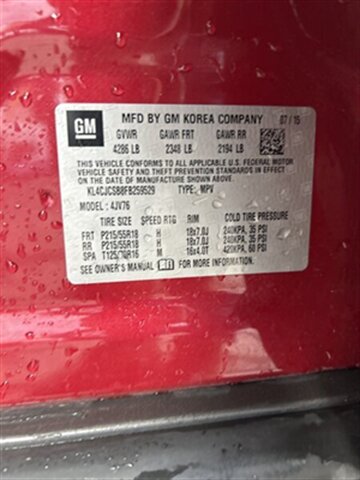 GM
MFD BY GM KOREA COMPANY 07/15
GVWR GAWR FRT GAWR RR
4286 LB 2348 LB 2194 LB
THIS VEHICLE CONFORMS TO ALL APPLICABLE U.S. FEDERAL MOTOR
VEHICLE SAFETY, BUMPER, AND THEFT PREVENTION STANDARDS
IN EFFECT ON THE DATE OF MANUFACTURE SHOWN ABOVE.
KL4CJCSB8FB259529 TYPE: MPV
MODEL: 4JV76
TIRE SIZE SPEED RTG RIM COLD TIRE PRESSURE
FRT P215/55R18 H 18x7.0J 240KPA, 35 PSI
RR P215/55R18 H 18x7.0J 240KPA, 35 PSI
SPA T125/70R16 M 16x4.0T 420KPA, 60 PSI
SEE OWNER'S MANUAL FOR MORE INFORMATION.